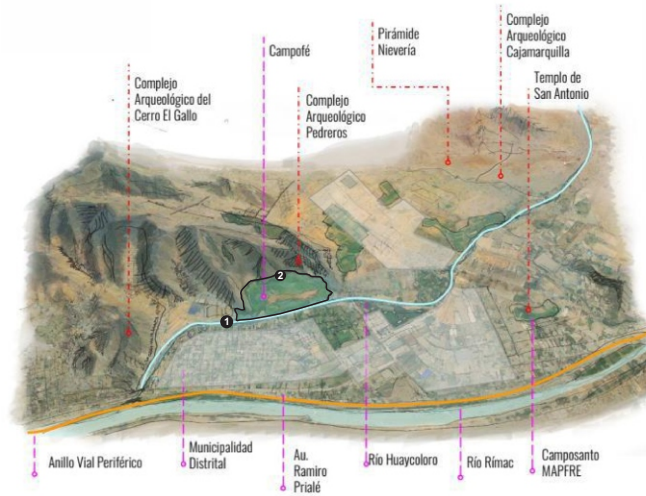 Complejo
Arqueológico del
Cerro El Gallo
Campofé
Complejo
Arqueológico
Pedreros
Pirámide
Nievería
Complejo
Arqueológico
Cajamarquilla
Templo de
San Antonio
2
1
Anillo Vial Periférico
Municipalidad
Distrital
Au.
Ramiro
Prialé
Río Huaycoloro
Río Rímac
Camposanto
MAPFRE